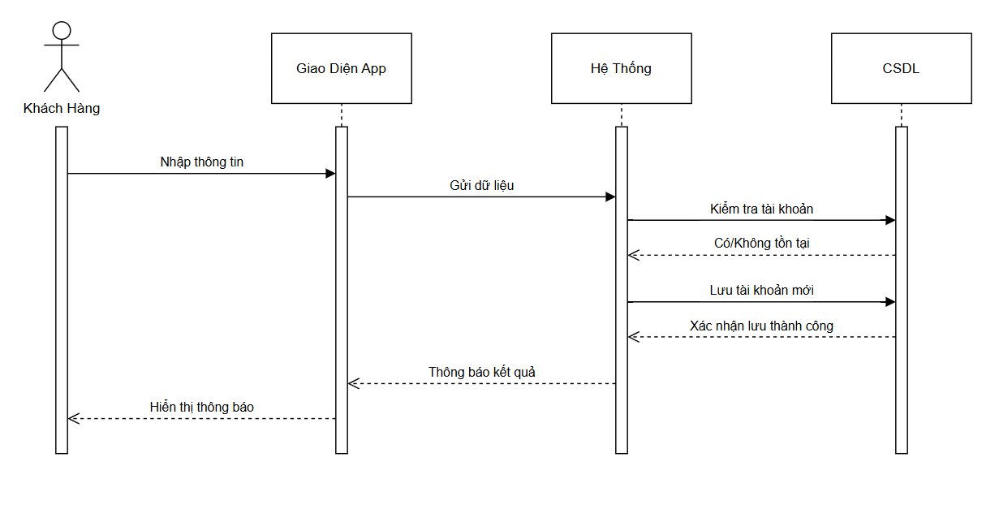 Khách Hàng
Giao Diện App
Hệ Thống
CSDL
Nhập thông tin
Gửi dữ liệu
Kiểm tra tài khoản
Có/Không tồn tại
Lưu tài khoản mới
Xác nhận lưu thành công
Thông báo kết quả
Hiển thị thông báo